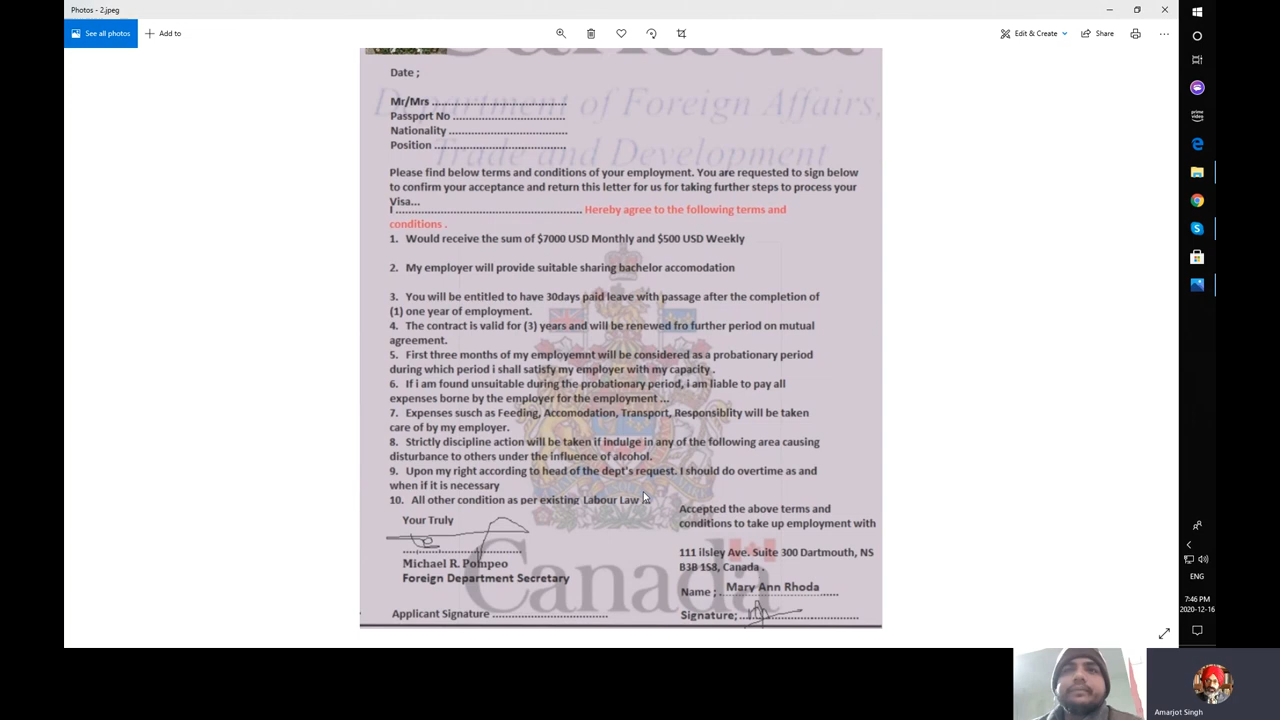 Photos - 2.jpeg
See all photos
Add to
Edit & Create
Share
Canada
Department of Foreign Affairs,
Trade and Development
Date ;
Mr/Mrs ..........................................
Passport No ..................................
Nationality ....................................
Position ........................................
Please find below terms and conditions of your employment. You are requested to sign below
to confirm your acceptance and return this letter for us for taking further steps to process your
Visa...
I ......................................................... Hereby agree to the following terms and
conditions .
1. Would receive the sum of $7000 USD Monthly and $500 USD Weekly
2. My employer will provide suitable sharing bachelor accomodation
3. You will be entitled to have 30days paid leave with passage after the completion of
(1) one year of employment.
4. The contract is valid for (3) years and will be renewed fro further period on mutual
agreement.
5. First three months of my employemnt will be considered as a probationary period
during which period i shall satisfy my employer with my capacity .
6. If i am found unsuitable during the probationary period, i am liable to pay all
expenses borne by the employer for the employment ...
7. Expenses susch as Feeding, Accomodation, Transport, Responsiblity will be taken
care of by my employer.
8. Strictly discipline action will be taken if indulge in any of the following area causing
disturbance to others under the influence of alcohol.
9. Upon my right according to head of the dept's request. I should do overtime as and
when if it is necessary
10. All other condition as per existing Labour Law
Your Truly
Michael R. Pompeo
Foreign Department Secretary
Applicant Signature ....................................
Accepted the above terms and
conditions to take up employment with
111 ilsley Ave. Suite 300 Dartmouth, NS
B3B 1S8, Canada .
Name ; Mary Ann Rhoda
Signature;.......................................
Canada
prime
video
ENG
7:46 PM
2020-12-16
Amarjot Singh